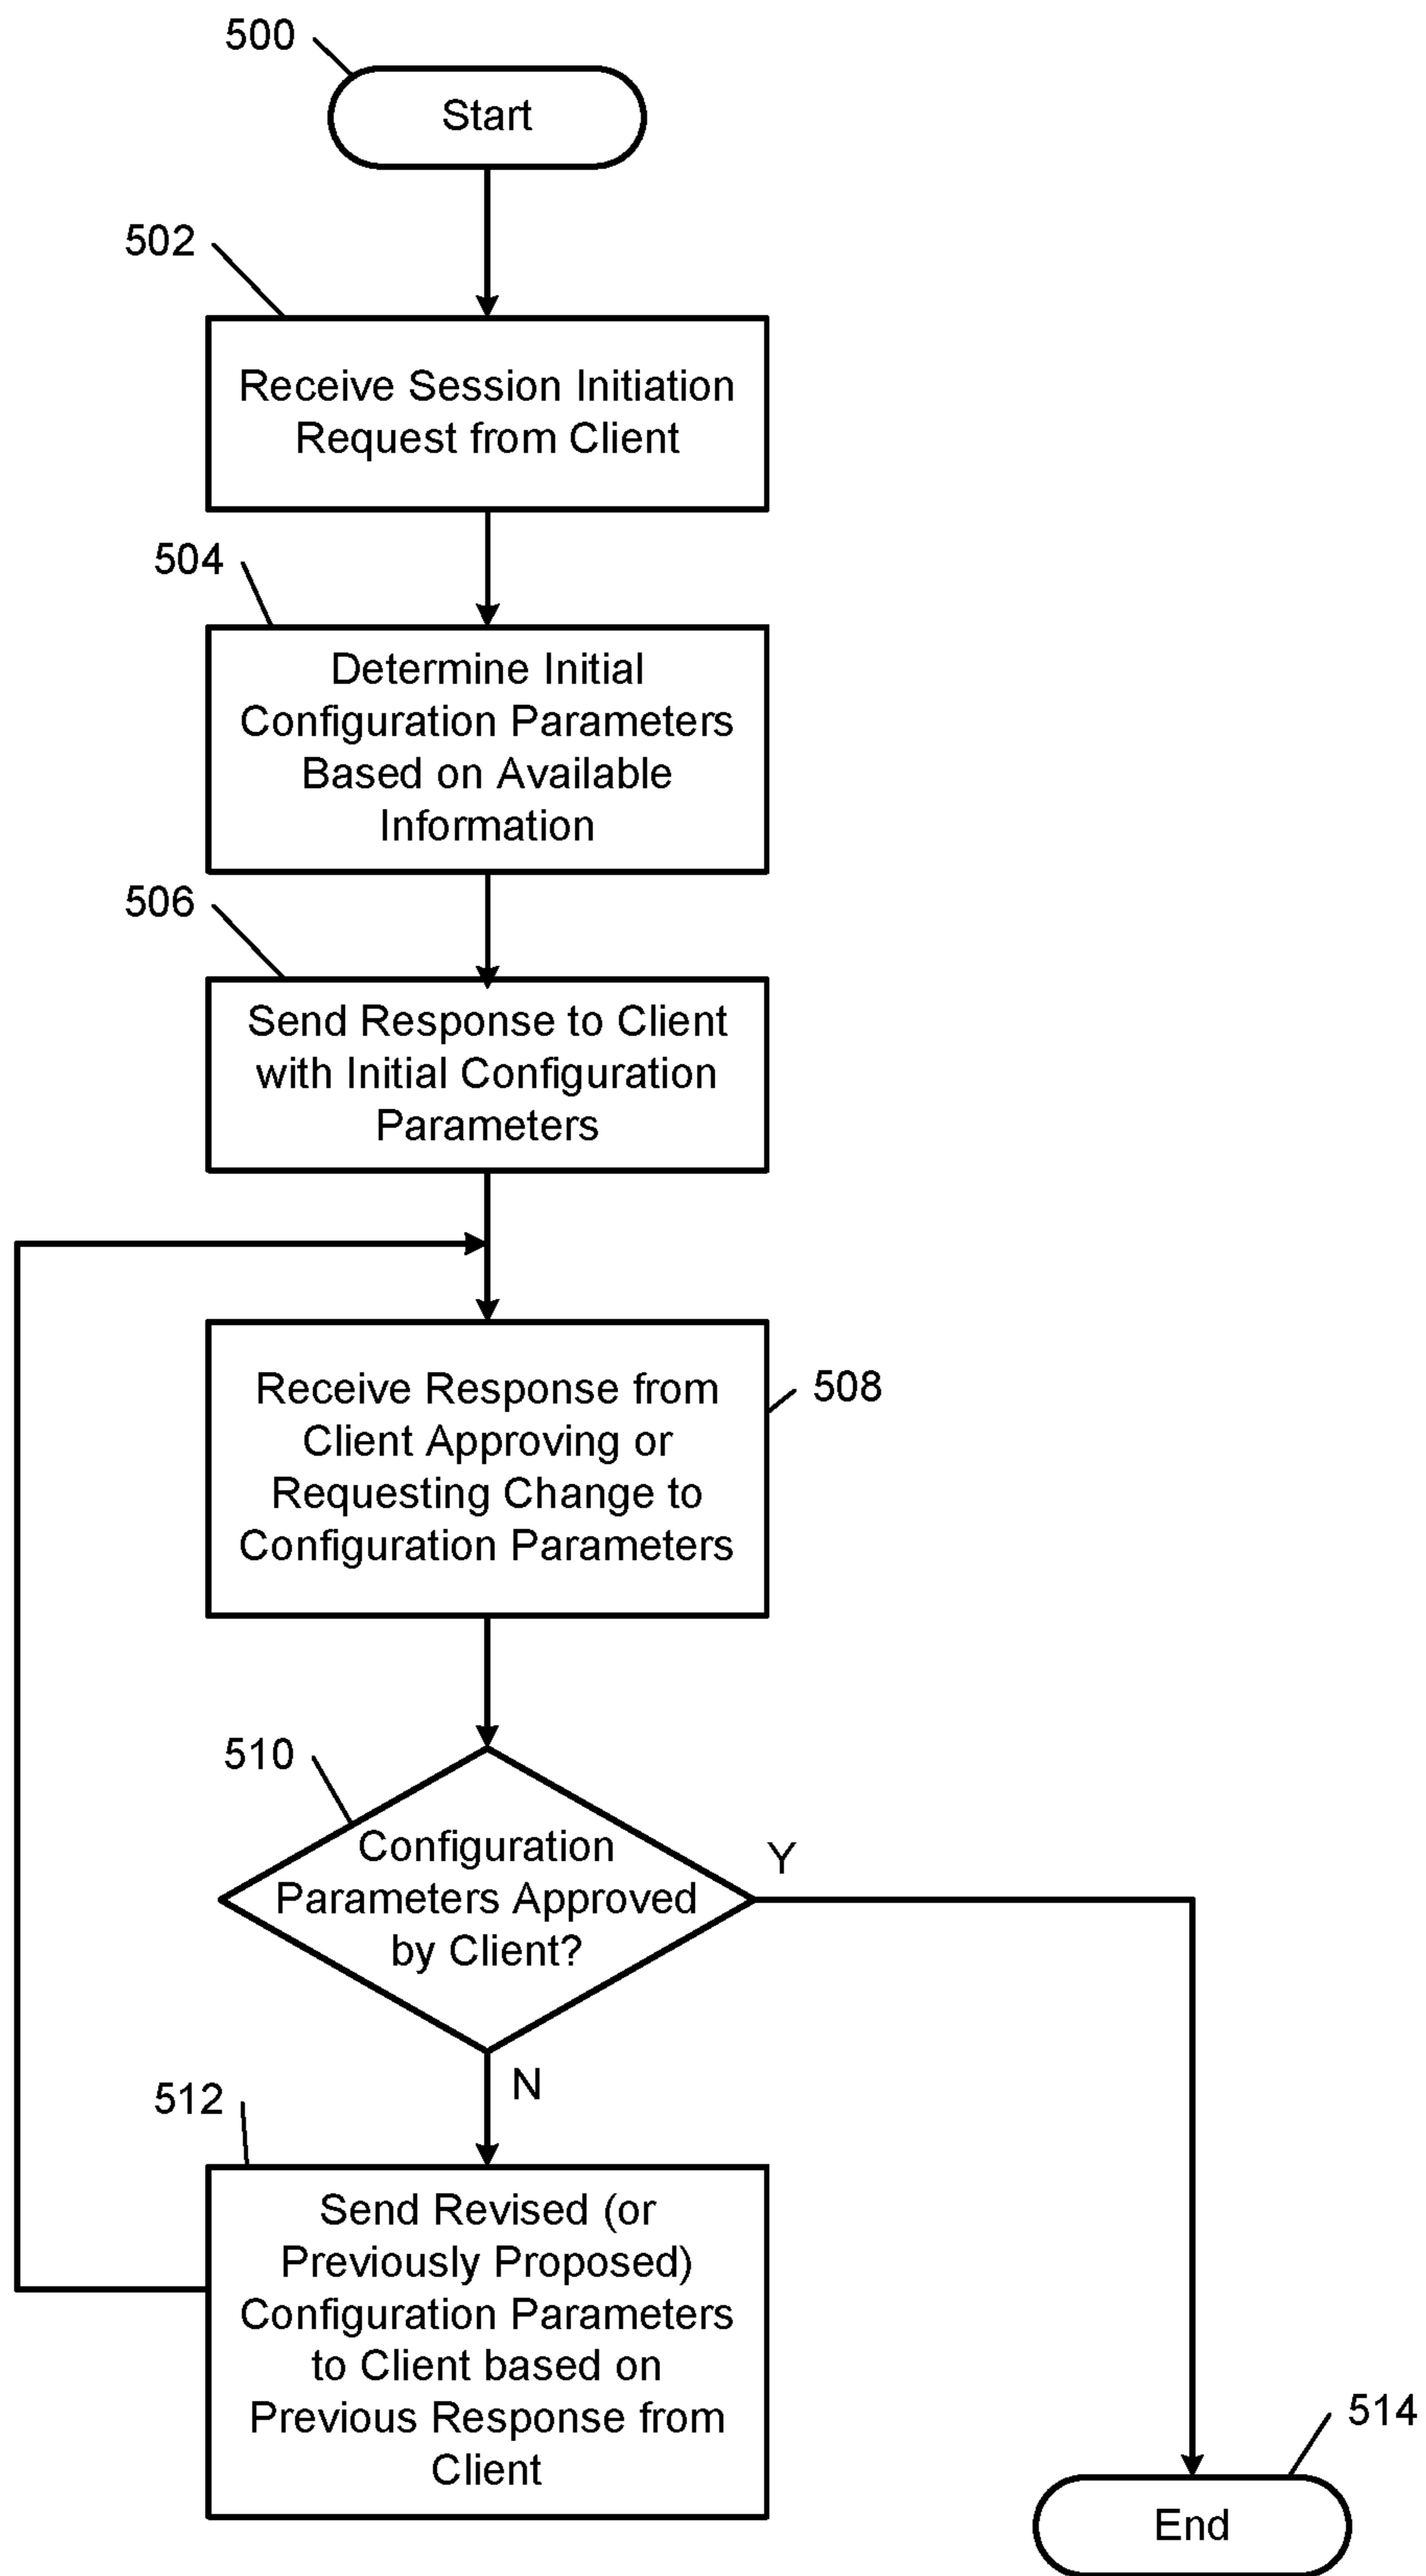 500
Start
502
Receive Session Initiation
Request from Client
504
Determine Initial
Configuration Parameters
Based on Available
Information
506
Send Response to Client
with Initial Configuration
Parameters
508
Receive Response from
Client Approving or
Requesting Change to
Configuration Parameters
510
Configuration
Parameters Approved
by Client?
Y
N
512
Send Revised (or
Previously Proposed)
Configuration Parameters
to Client based on
Previous Response from
Client
514
End